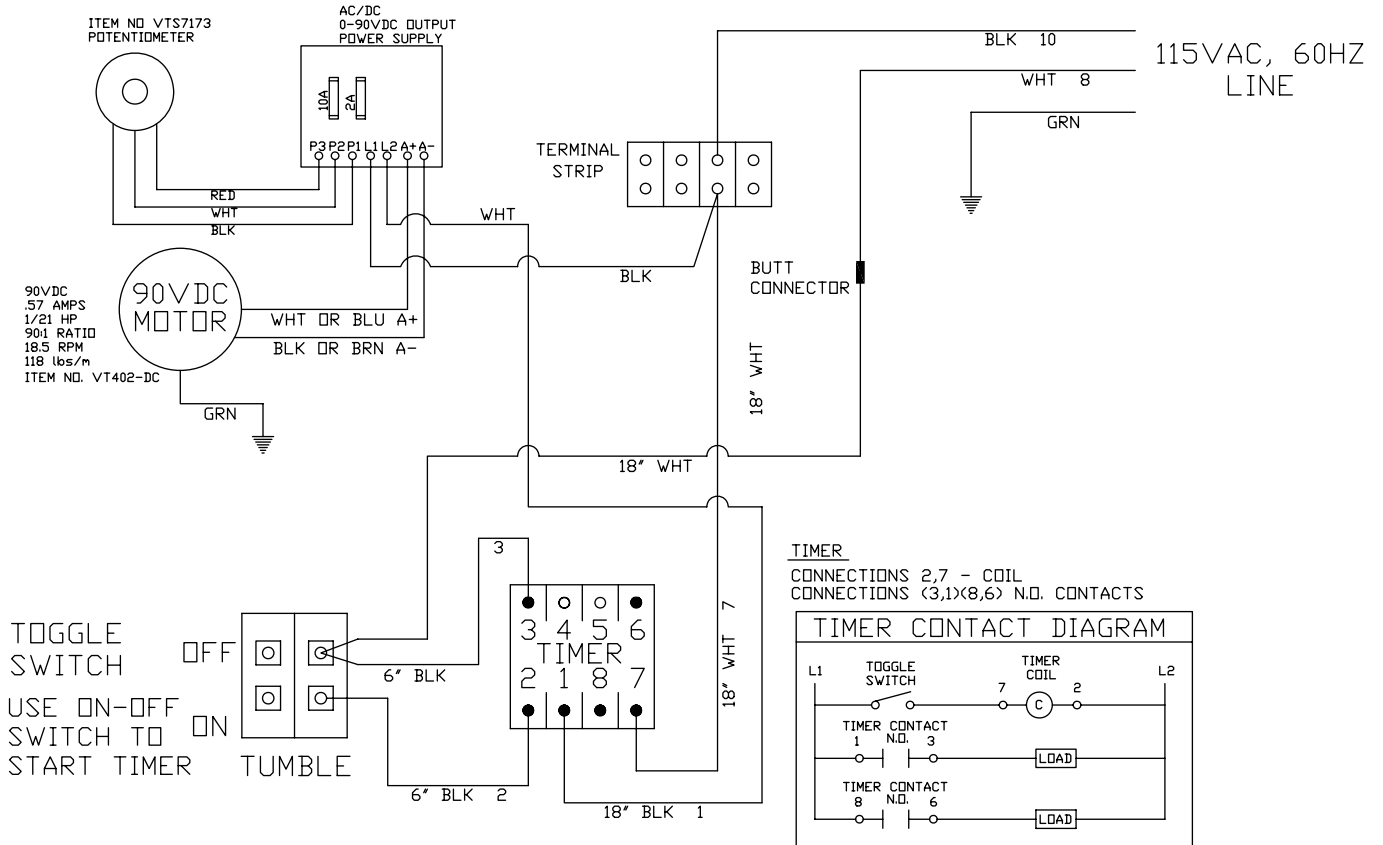 ITEM NO VTS7173
POTENTIOMETER
AC/DC
0-90VDC OUTPUT
POWER SUPPLY
10A
2A
P3 P2 P1 L1 L2 A+ A-
RED
WHT
BLK
WHT
BLK
BLK 10
WHT 8
GRN
115VAC, 60HZ
LINE
TERMINAL
STRIP
BUTT
CONNECTOR
90VDC
.57 AMPS
1/21 HP
90:1 RATIO
18.5 RPM
118 lbs/m
ITEM NO. VT402-DC
90VDC
MOTOR
WHT OR BLU A+
BLK OR BRN A-
GRN
18" WHT
18" WHT
18" WHT 7
3
TOGGLE
SWITCH
USE ON-OFF
SWITCH TO
START TIMER
OFF
ON
TUMBLE
6" BLK
6" BLK 2
18" BLK 1
3 4 5 6
TIMER
2 1 8 7
TIMER
CONNECTIONS 2,7 - COIL
CONNECTIONS (3,1)(8,6) N.O. CONTACTS
TIMER CONTACT DIAGRAM
L1
TOGGLE
SWITCH
TIMER
COIL
L2
7
C
2
TIMER CONTACT
N.O.
1
3
LOAD
TIMER CONTACT
N.O.
8
6
LOAD